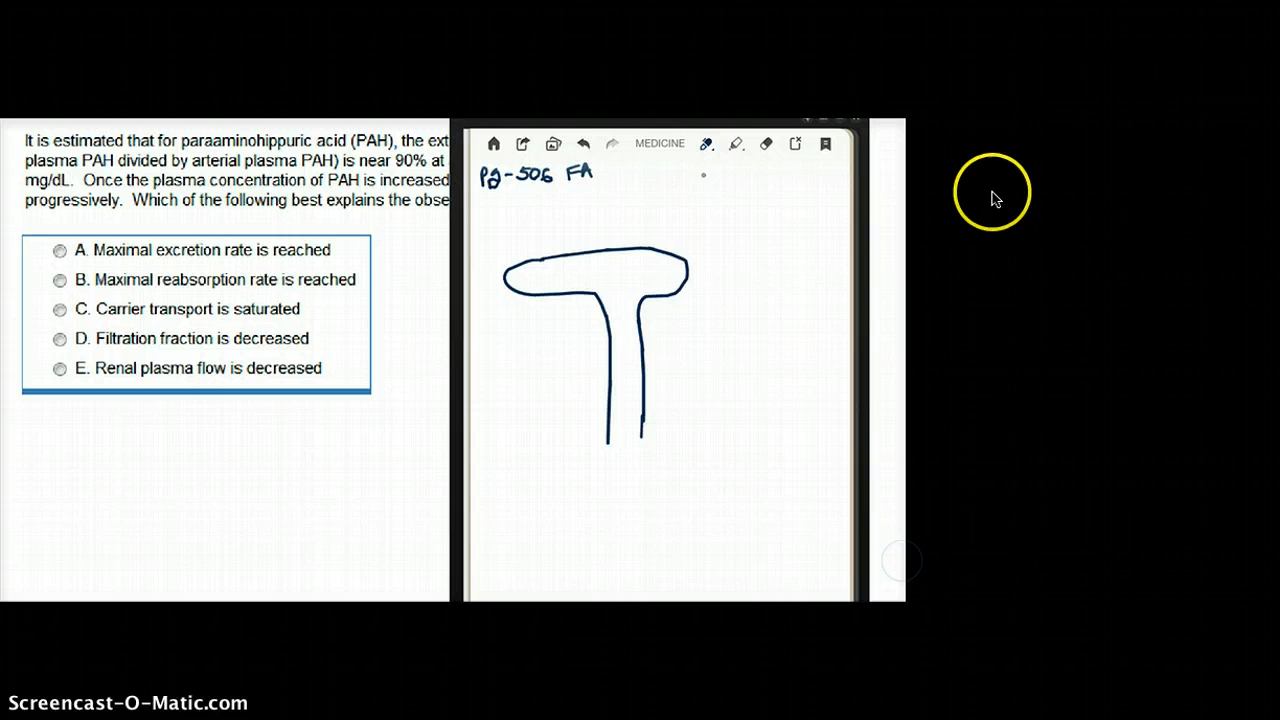 It is estimated that for paraaminohippuric acid (PAH), the ext
plasma PAH divided by arterial plasma PAH) is near 90% at
mg/dL. Once the plasma concentration of PAH is increased
progressively. Which of the following best explains the obse
A. Maximal excretion rate is reached
B. Maximal reabsorption rate is reached
C. Carrier transport is saturated
D. Filtration fraction is decreased
E. Renal plasma flow is decreased
MEDICINE
Pg-506 FA
Screencast-O-Matic.com